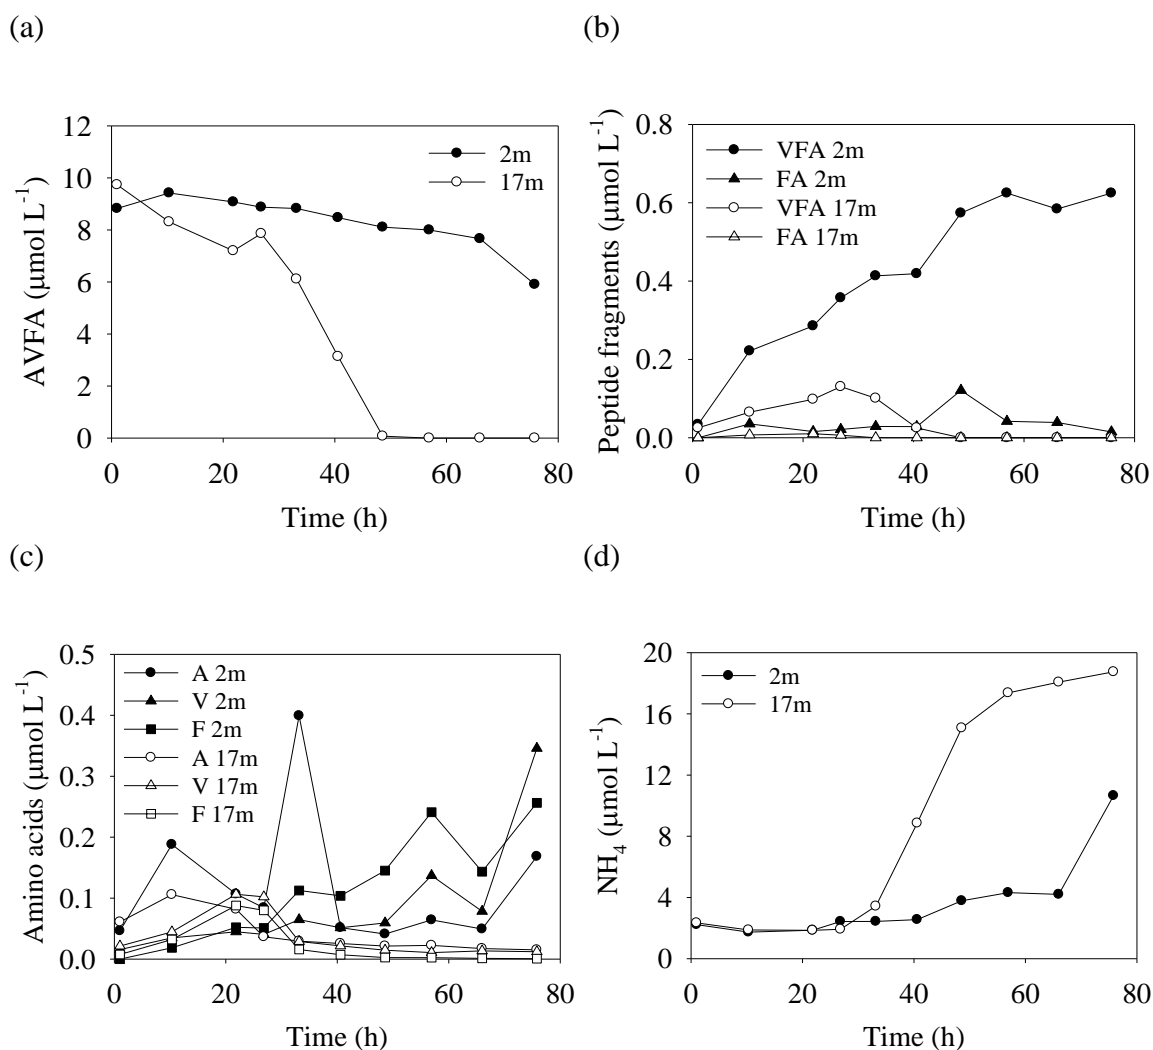 (a)
AVFA (μmol L-1)
12
10
8
6
4
2
0
2m
17m
0 20 40 60 80
Time (h)
(b)
Peptide fragments (μmol L-1)
0.8
0.6
0.4
0.2
0.0
VFA 2m
FA 2m
VFA 17m
FA 17m
0 20 40 60 80
Time (h)
(c)
Amino acids (μmol L-1)
0.5
0.4
0.3
0.2
0.1
0.0
A 2m
V 2m
F 2m
A 17m
V 17m
F 17m
0 20 40 60 80
Time (h)
(d)
NH4 (μmol L-1)
20
16
12
8
4
0
2m
17m
0 20 40 60 80
Time (h)